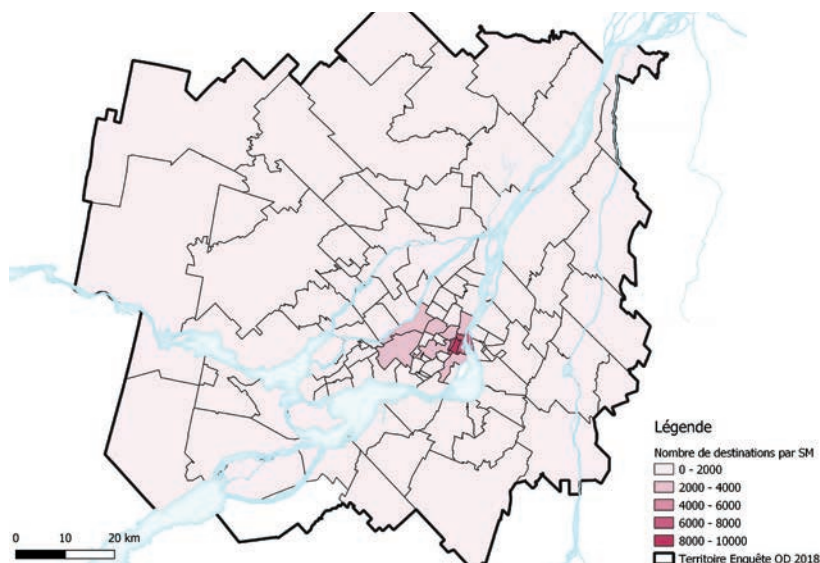 Légende
Nombre de destinations par SM
0 - 2000
2000 - 4000
4000 - 6000
6000 - 8000
8000 - 10000
Territoire Enquête OD 2018
0 10 20 km